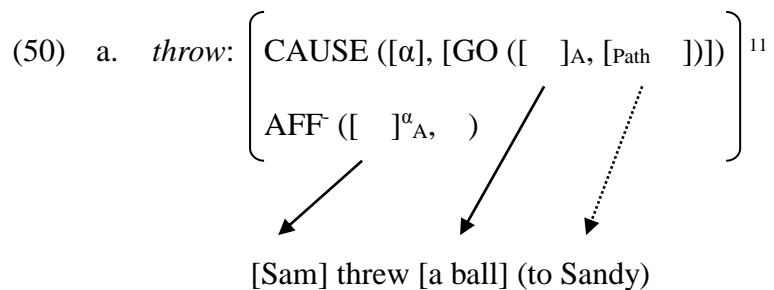 (50) a. throw: CAUSE ([α], [GO ([ ]A, [Path ])]) 11
AFF- ([ ]αA, )
[Sam] threw [a ball] (to Sandy)